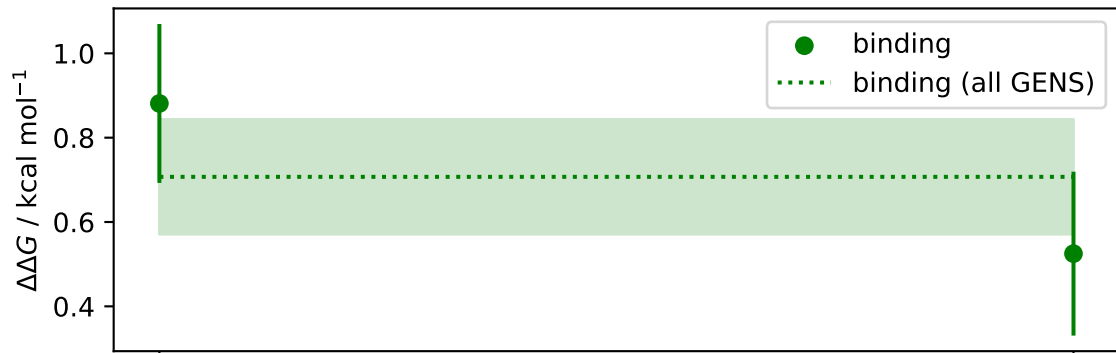 1.0
0.8
0.6
0.4
ΔΔG / kcal mol⁻¹
binding
binding (all GENS)